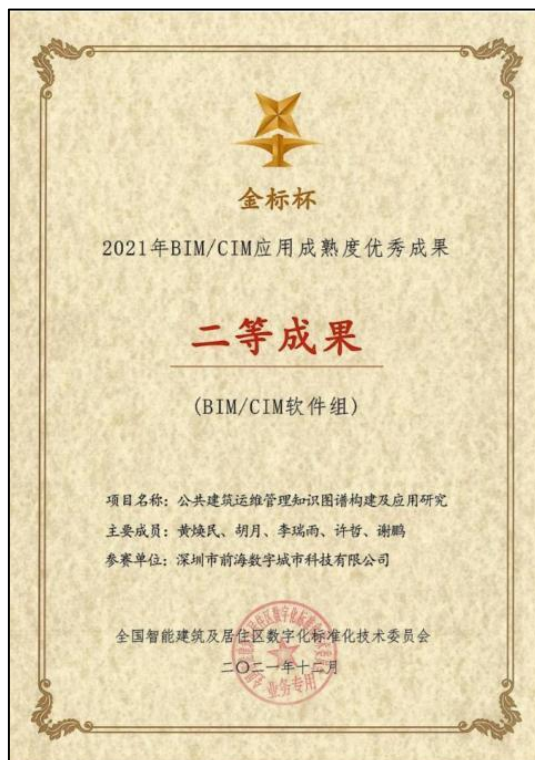 金标杯
2021年BIM/CIM应用成熟度优秀成果
二等成果
(BIM/CIM软件组)
项目名称：公共建筑运维管理知识图谱构建及应用研究
主要成员：黄燒民、胡月、李瑞雨、许哲、谢鹏
参赛单位：深圳市前海数字城市科技有限公司
全国智能建筑及居住区数字化标准化技术委员会
二〇二一年十二月